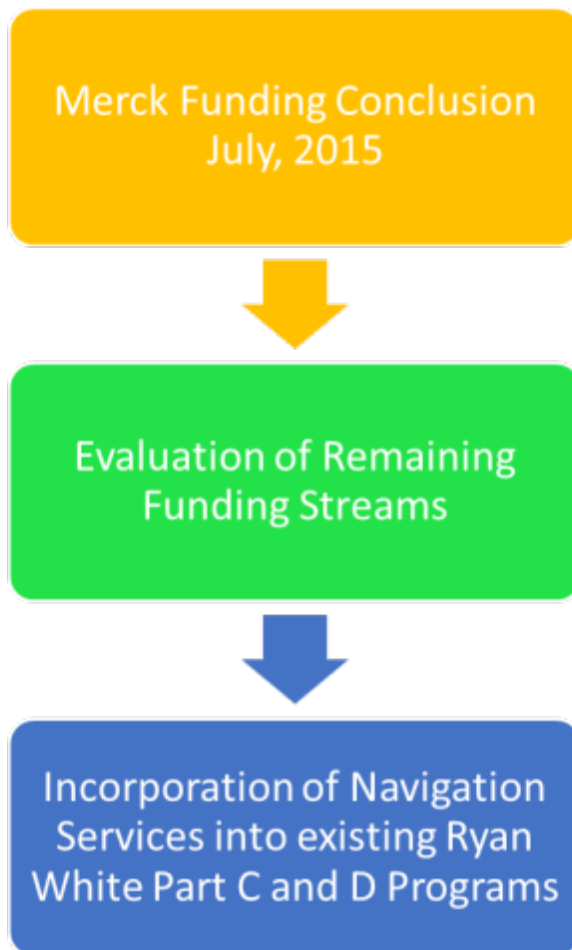 Merck Funding Conclusion
July, 2015
Evaluation of Remaining
Funding Streams
Incorporation of Navigation
Services into existing Ryan
White Part C and D Programs